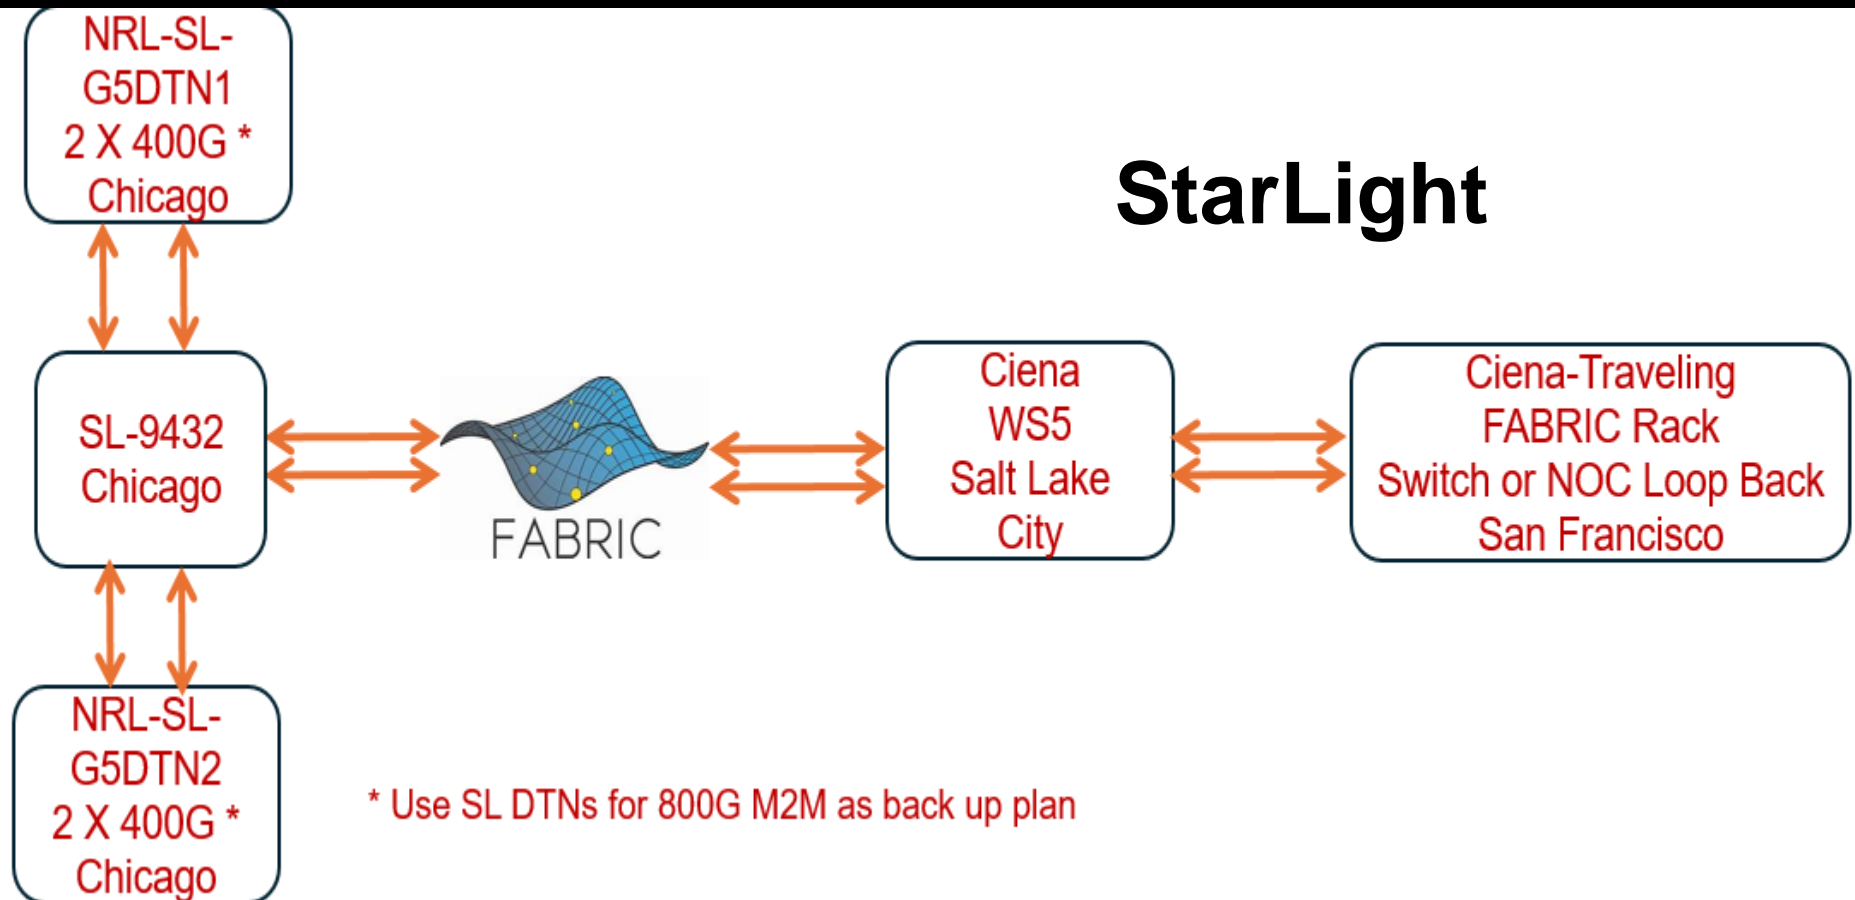 NRL-SL-
G5DTN1
2 X 400G *
Chicago
StarLight
SL-9432
Chicago
FABRIC
Ciena
WS5
Salt Lake
City
Ciena-Traveling
FABRIC Rack
Switch or NOC Loop Back
San Francisco
NRL-SL-
G5DTN2
2 X 400G *
Chicago
* Use SL DTNs for 800G M2M as back up plan